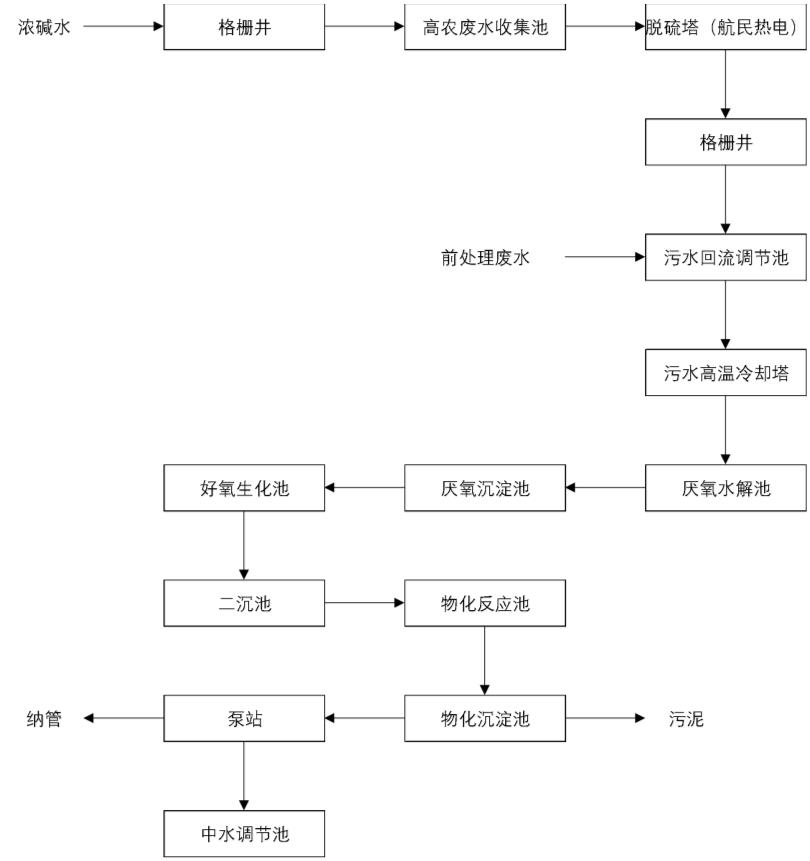 浓碱水
格栅井
高农废水收集池
脱硫塔（航民热电）
格栅井
前处理废水
污水回流调节池
污水高温冷却塔
好氧生化池
厌氧沉淀池
厌氧水解池
二沉池
物化反应池
纳管
泵站
物化沉淀池
污泥
中水调节池